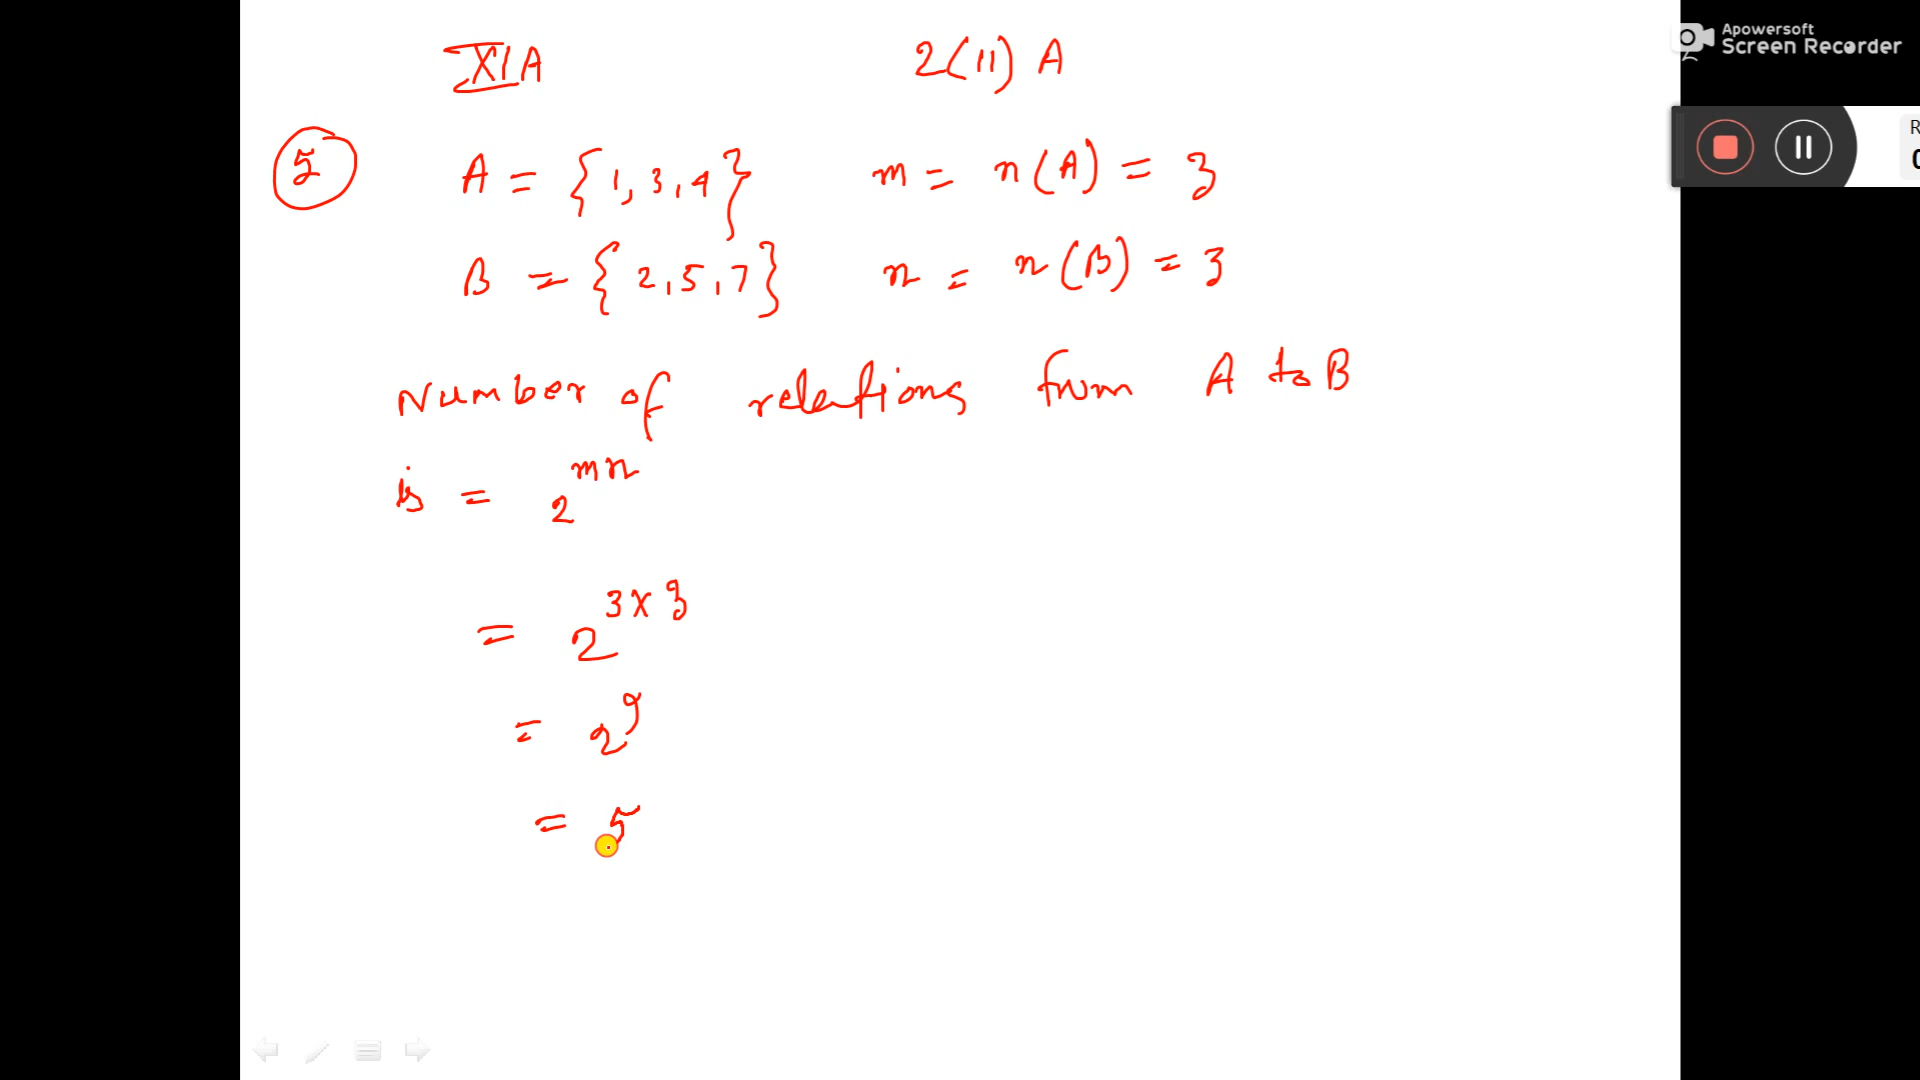 XIA 2(11) A
Apowersoft
Screen Recorder
5 A = {1, 3, 4} m = n(A) = 3
B = {2, 5, 7} n = n(B) = 3
Number of relations from A to B
is = 2^mn
= 2^3x3
= 2^9
= 5